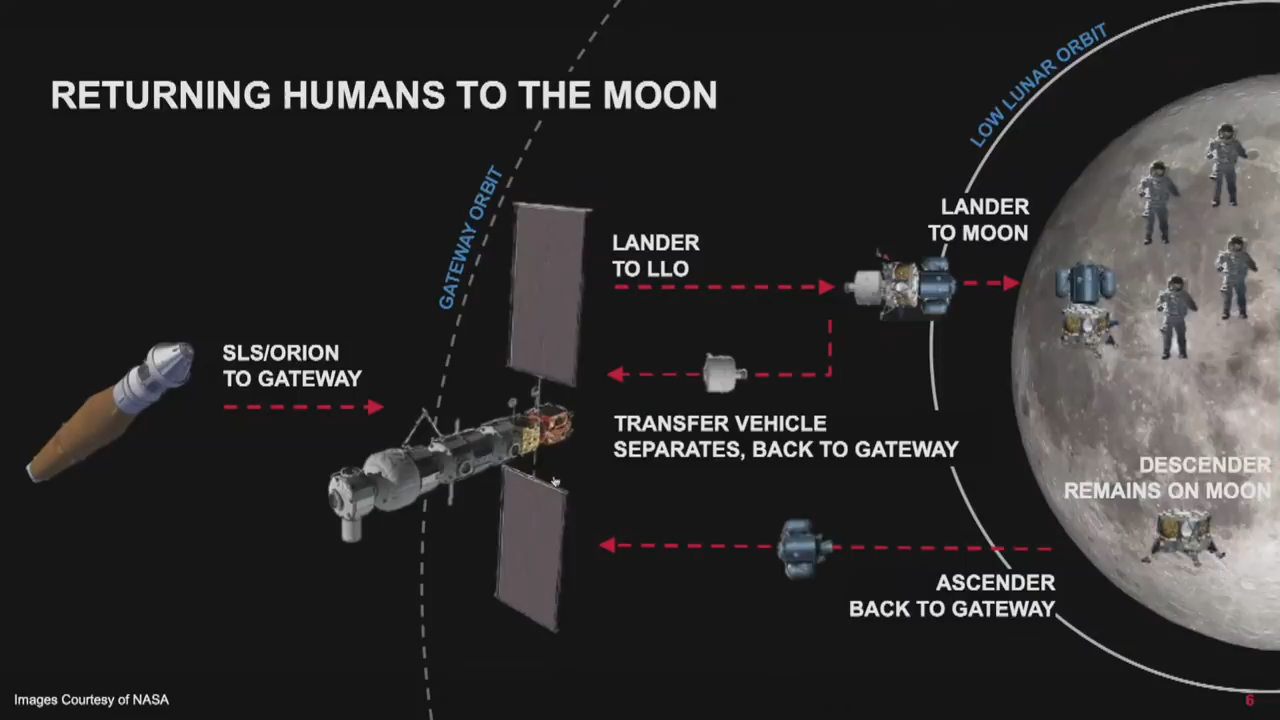 RETURNING HUMANS TO THE MOON
GATEWAY ORBIT
LOW LUNAR ORBIT
SLS/ORION
TO GATEWAY
LANDER
TO LLO
LANDER
TO MOON
TRANSFER VEHICLE
SEPARATES, BACK TO GATEWAY
DESCENDER
REMAINS ON MOON
ASCENDER
BACK TO GATEWAY
Images Courtesy of NASA
6